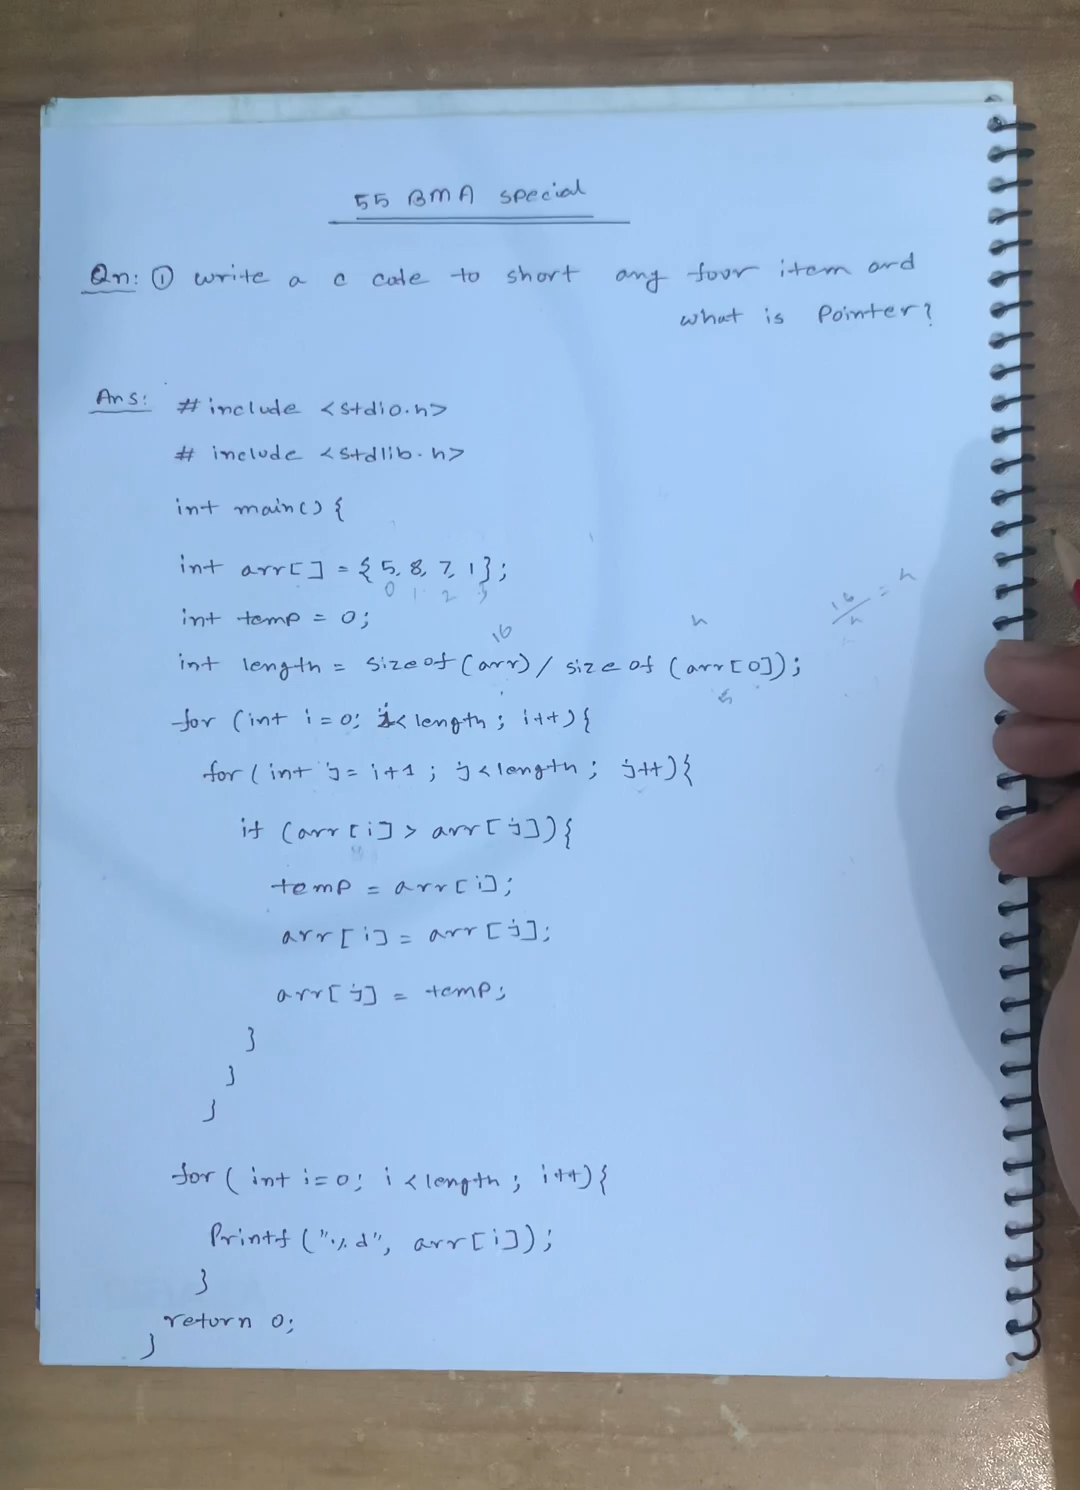 55 BMA special
Qn: ① write a c code to short any four item and
what is Pointer?
Ans: # include <stdio.h>
# include <stdlib.h>
int main() {
int arr[] = {5, 8, 7, 1};
0 1 2 3
int temp = 0;
16
int length = sizeof(arr) / sizeof (arr[0]);
for (int i = 0; i < length ; i++) {
for (int j = i+1 ; j < length ; j++) {
if (arr[i] > arr[j]) {
temp = arr[i];
arr[i] = arr[j];
arr[j] = temp;
}
}
}
for ( int i=0; i < length ; i++) {
Printf ("%d", arr[i]);
}
return 0;
}